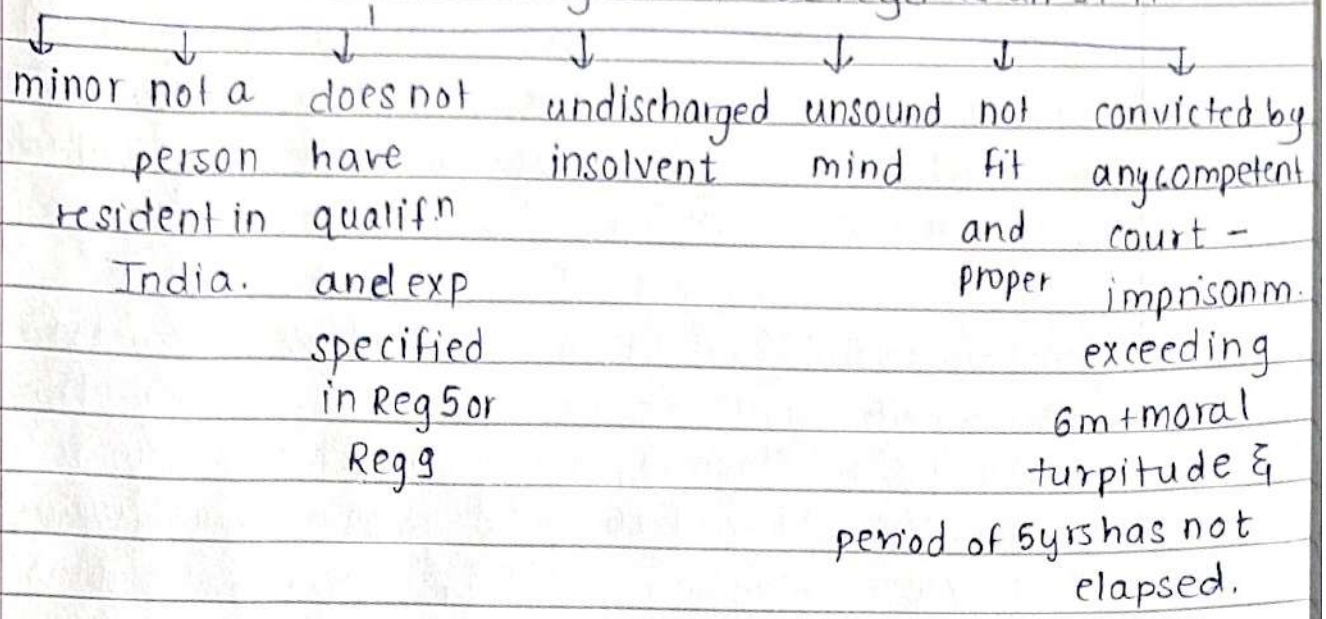 minor not a does not undischarged unsound not convicted by
person have insolvent mind fit any competent
resident in qualifn and court -
India. and exp proper imprisonm.
specified exceeding
in Reg 5 or 6m + moral
Reg 9 turpitude &
period of 5yrs has not
elapsed.